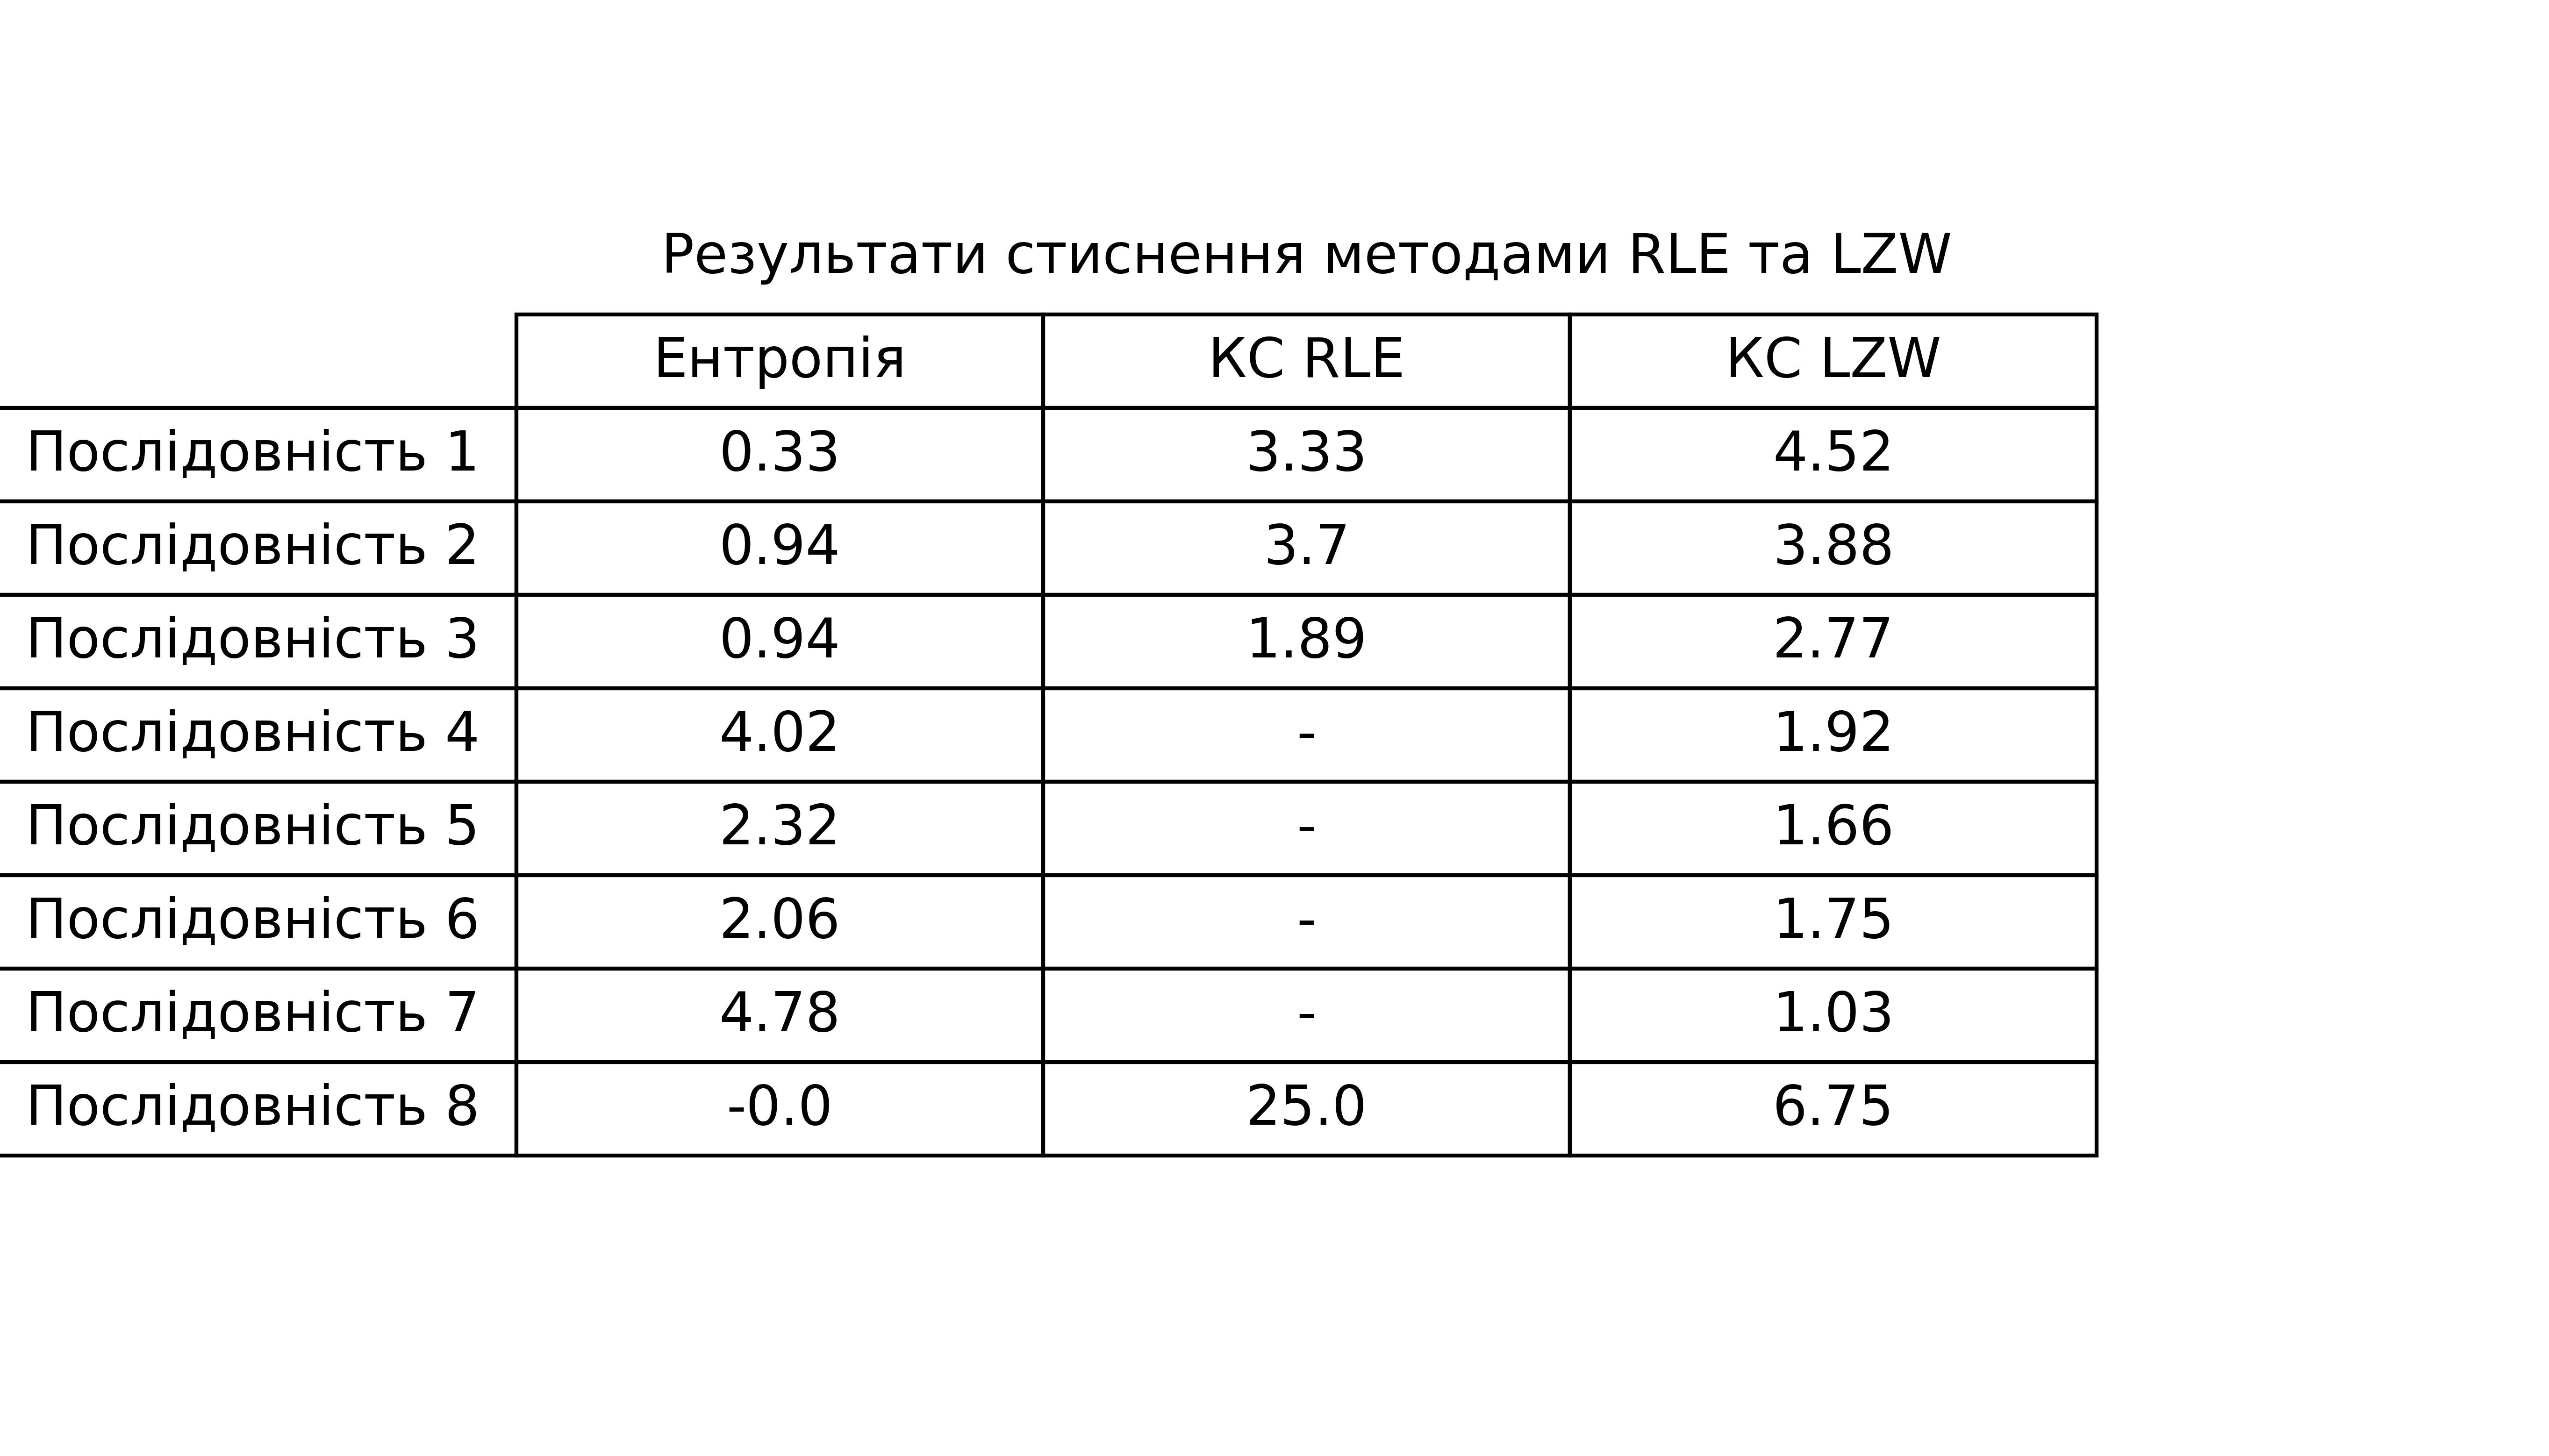 Результати стиснення методами RLE та LZW
Ентропія КС RLE КС LZW
Послідовність 1 0.33 3.33 4.52
Послідовність 2 0.94 3.7 3.88
Послідовність 3 0.94 1.89 2.77
Послідовність 4 4.02 - 1.92
Послідовність 5 2.32 - 1.66
Послідовність 6 2.06 - 1.75
Послідовність 7 4.78 - 1.03
Послідовність 8 -0.0 25.0 6.75